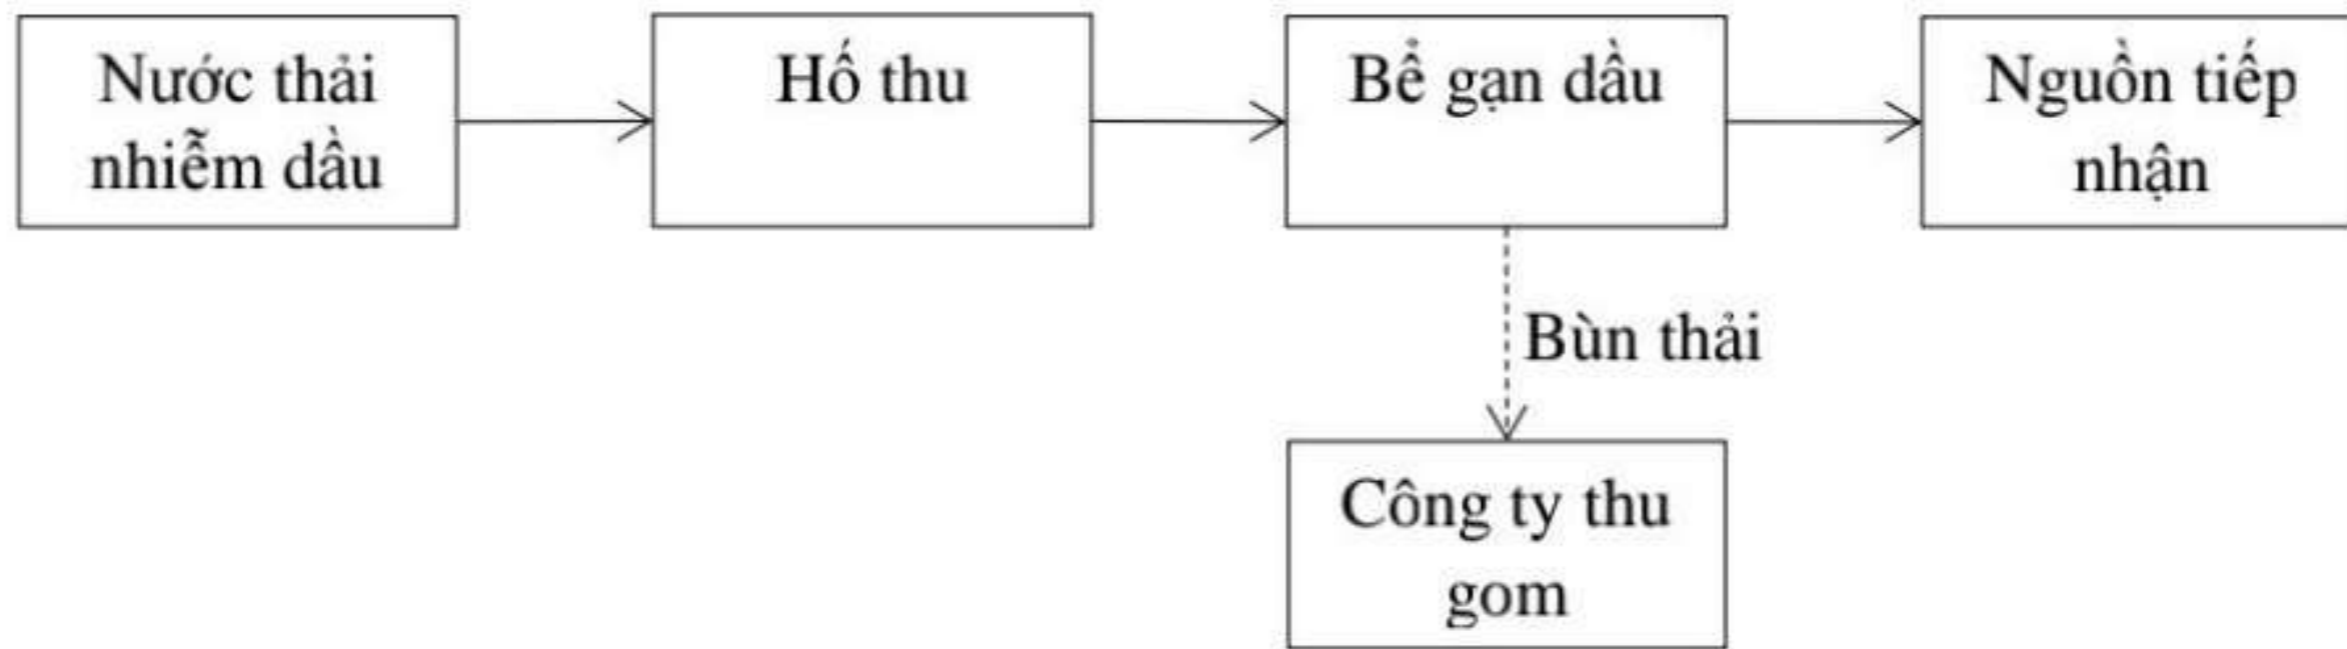 Nước thải
nhiễm dầu
Hố thu
Bể gạn dầu
Nguồn tiếp
nhận
Bùn thải
Công ty thu
gom